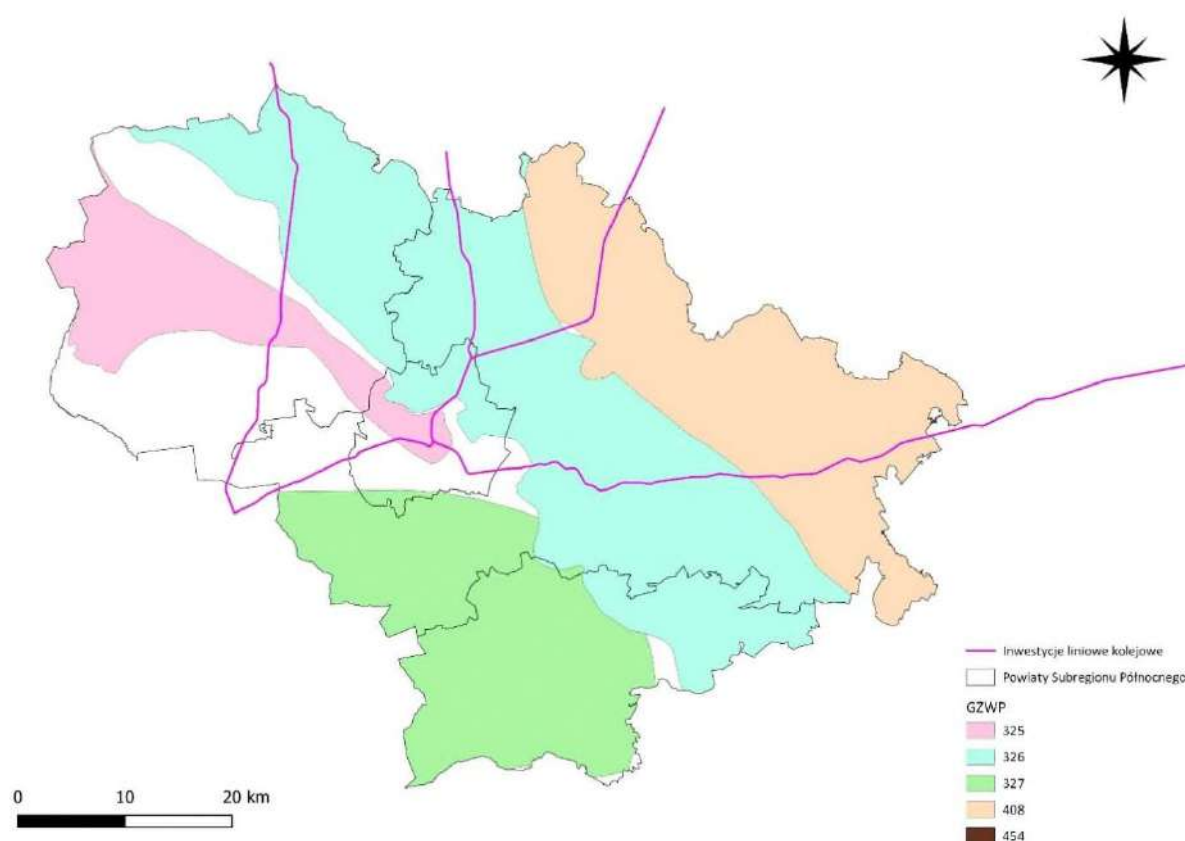 Inwestycje liniowe kolejowe
Powiaty Subregionu Północnego
GZWP
325
326
327
408
454
0 10 20 km